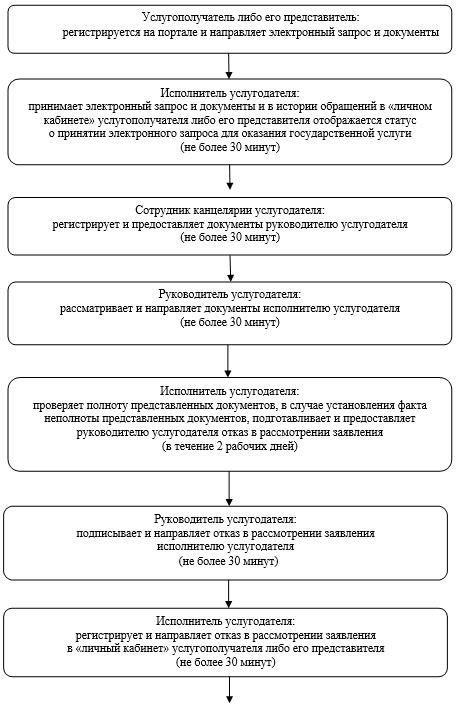 Услугополучатель либо его представитель:
регистрируется на портале и направляет электронный запрос и документы
Исполнитель услугодателя:
принимает электронный запрос и документы и в истории обращений в «личном
кабинете» услугополучателя либо его представителя отображается статус
о принятии электронного запроса для оказания государственной услуги
(не более 30 минут)
Сотрудник канцелярии услугодателя:
регистрирует и предоставляет документы руководителю услугодателя
(не более 30 минут)
Руководитель услугодателя:
рассматривает и направляет документы исполнителю услугодателя
(не более 30 минут)
Исполнитель услугодателя:
проверяет полноту представленных документов, в случае установления факта
неполноты представленных документов, подготавливает и предоставляет
руководителю услугодателя отказ в рассмотрении заявления
(в течение 2 рабочих дней)
Руководитель услугодателя:
подписывает и направляет отказ в рассмотрении заявления
исполнителю услугодателя
(не более 30 минут)
Исполнитель услугодателя:
регистрирует и направляет отказ в рассмотрении заявления
в «личный кабинет» услугополучателя либо его представителя
(не более 30 минут)